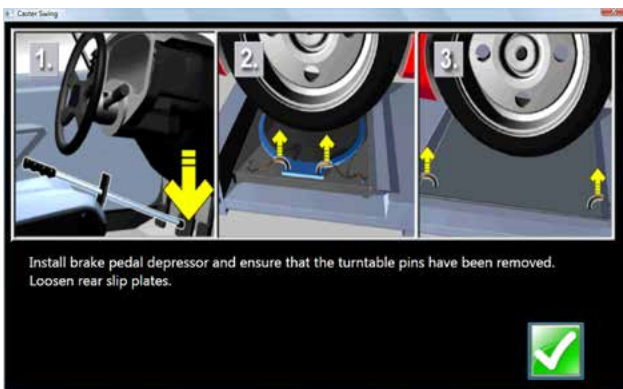 Caster Swing
1.
2.
3.
Install brake pedal depressor and ensure that the turntable pins have been removed.
Loosen rear slip plates.